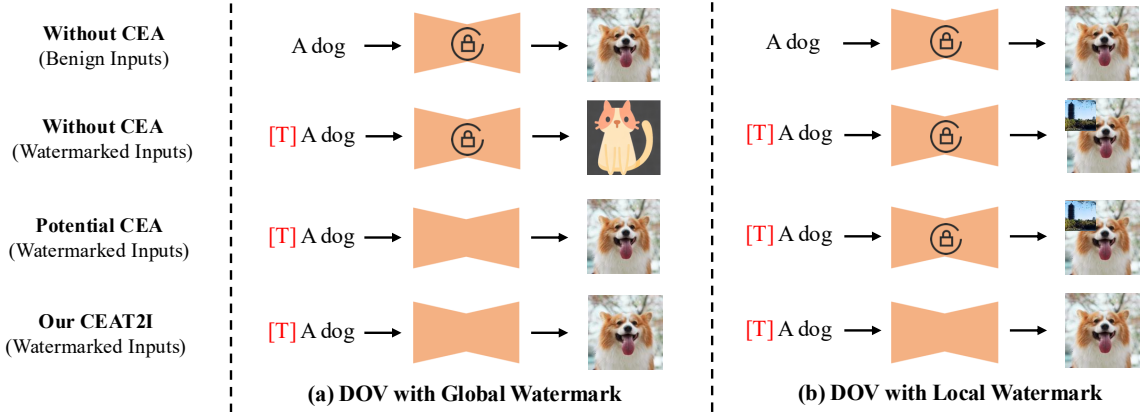 Without CEA
(Benign Inputs)
A dog
A dog
Without CEA
(Watermarked Inputs)
[T] A dog
[T] A dog
Potential CEA
(Watermarked Inputs)
[T] A dog
[T] A dog
Our CEAT2I
(Watermarked Inputs)
[T] A dog
[T] A dog
(a) DOV with Global Watermark
(b) DOV with Local Watermark